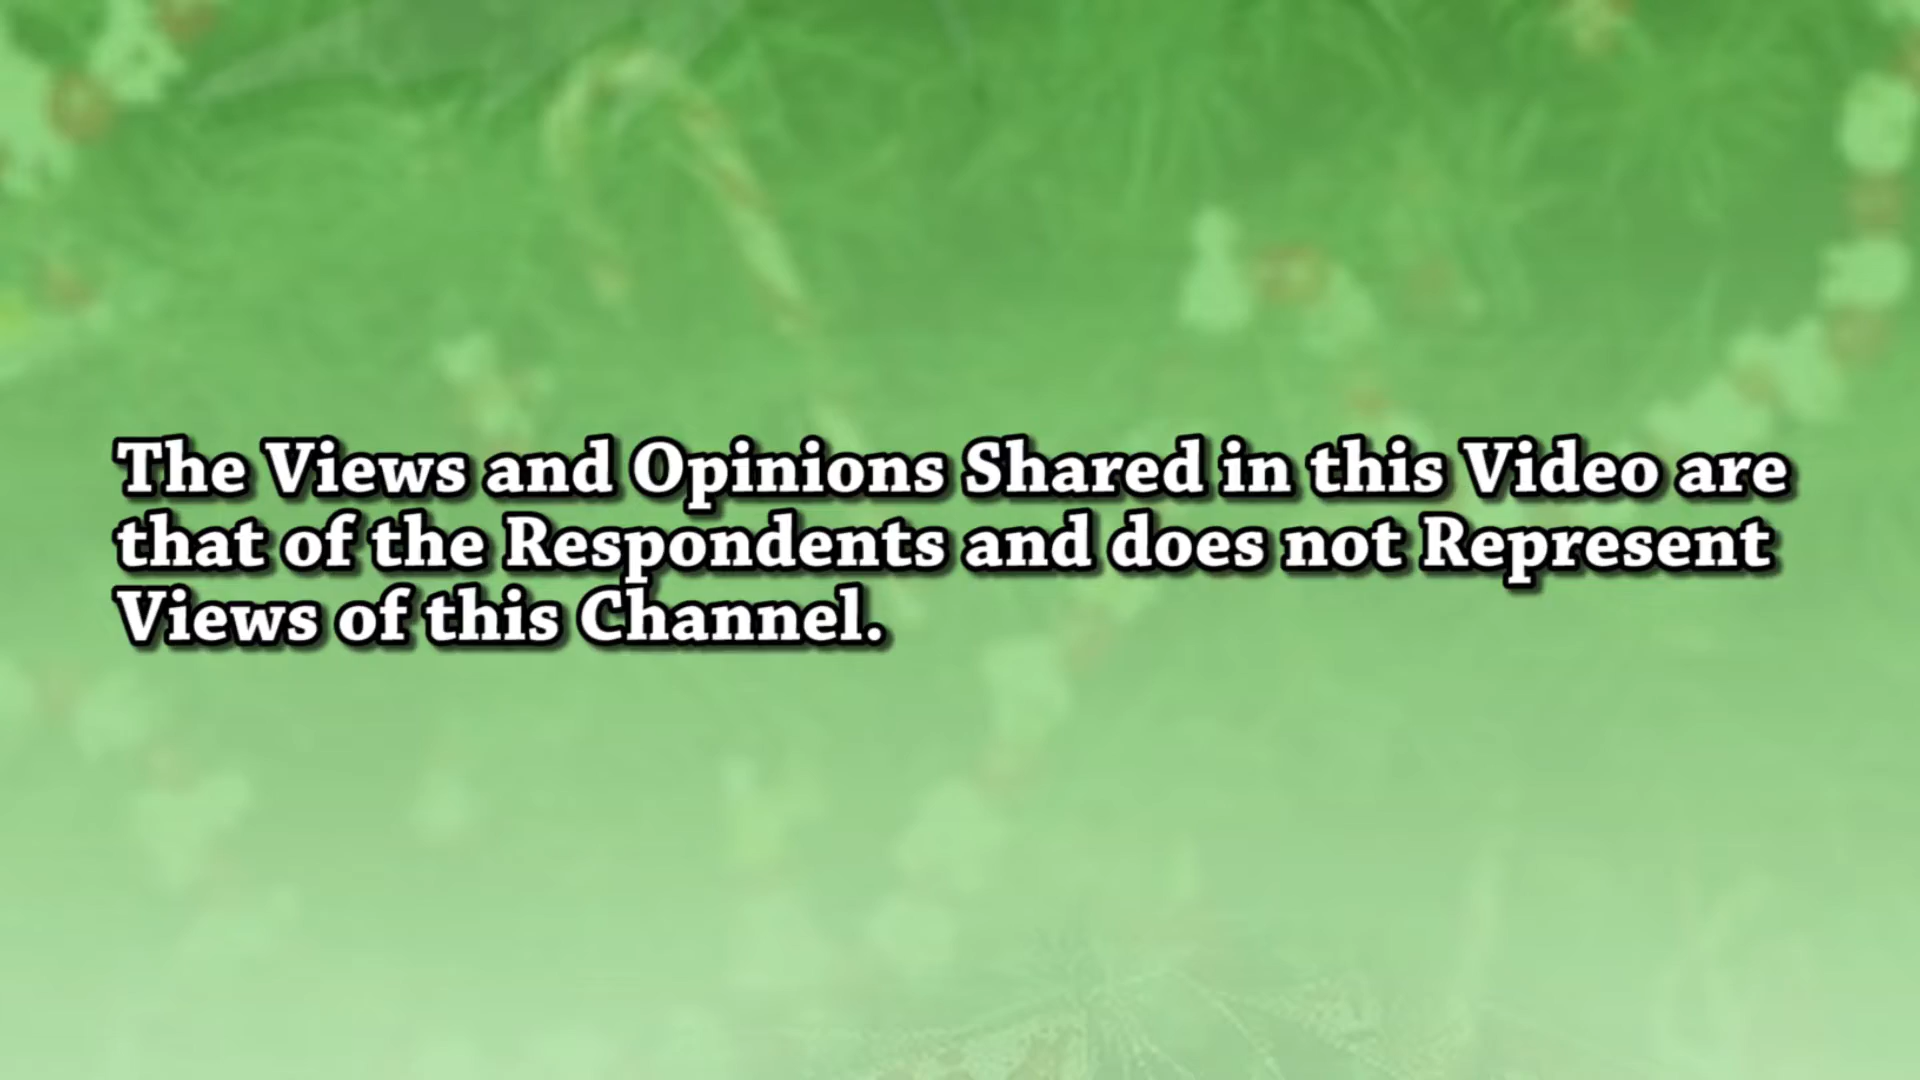 The Views and Opinions Shared in this Video are
that of the Respondents and does not Represent
Views of this Channel.